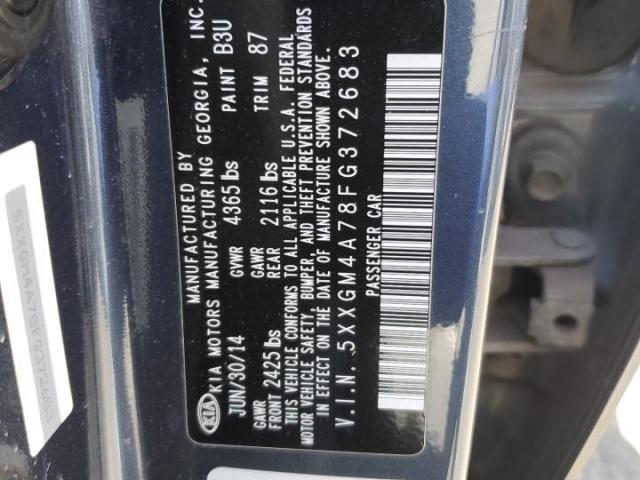 MANUFACTURED BY
KIA KIA MOTORS MANUFACTURING GEORGIA, INC.
JUN/30/14 GVWR 4365 lbs PAINT B3U
GAWR FRONT 2425 lbs GAWR REAR 2116 lbs TRIM 87
THIS VEHICLE CONFORMS TO ALL APPLICABLE U.S.A. FEDERAL
MOTOR VEHICLE SAFETY, BUMPER, AND THEFT PREVENTION STANDARDS
IN EFFECT ON THE DATE OF MANUFACTURE SHOWN ABOVE.
V.I.N. 5XXGM4A78FG372683
PASSENGER CAR